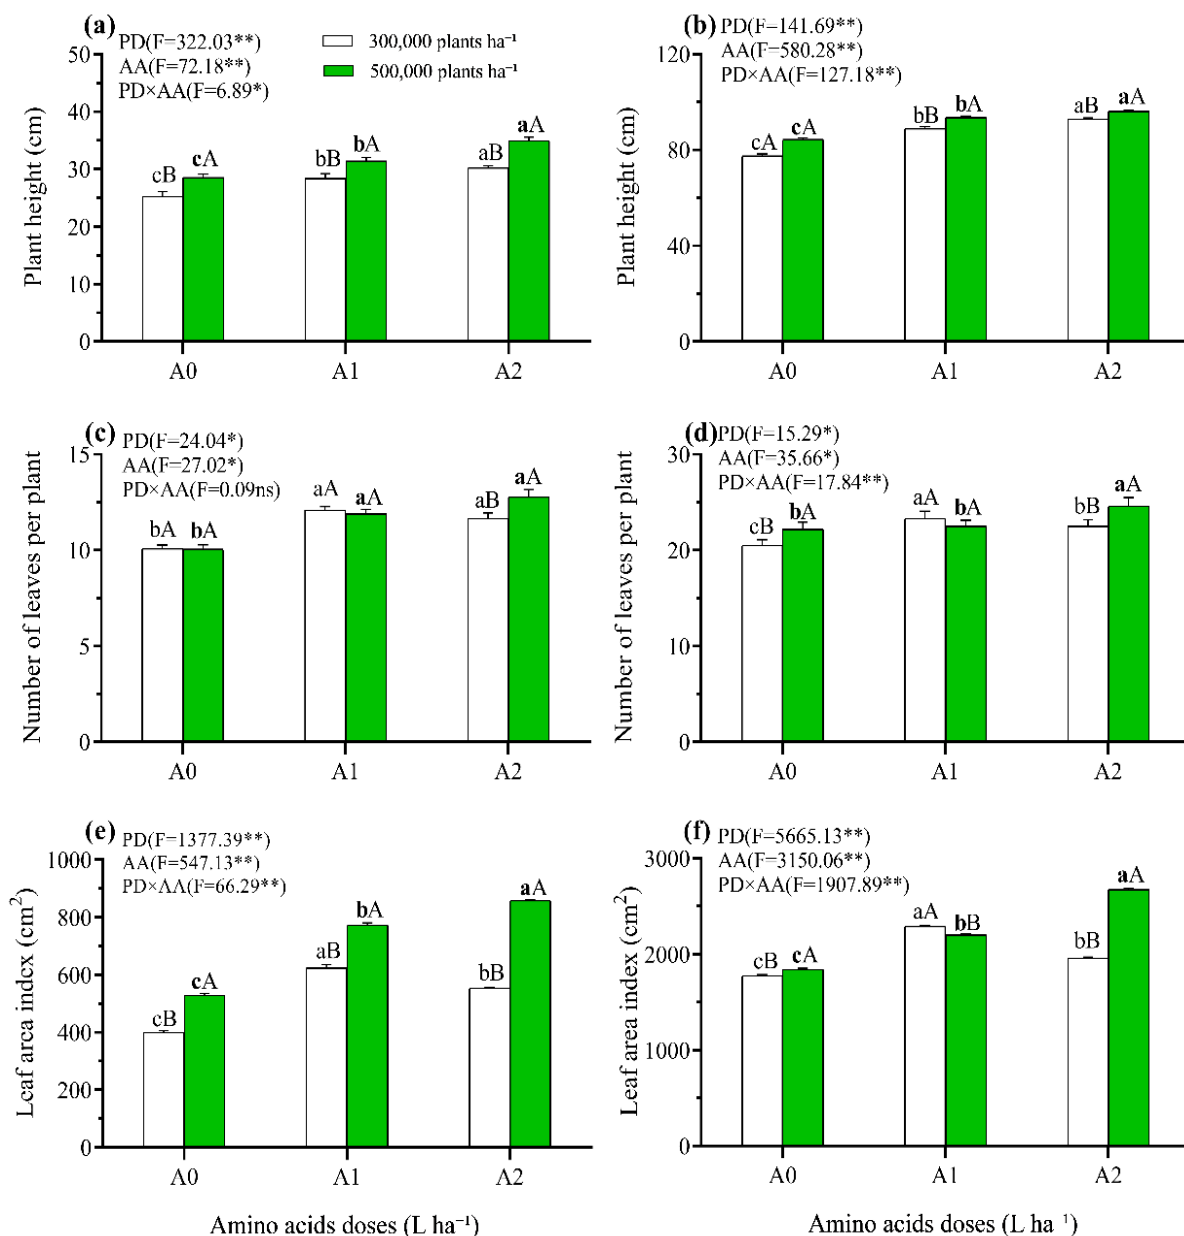 (a)
PD(F=322.03**)
AA(F=72.18**)
PD×AA(F=6.89*)
300,000 plants ha⁻¹
500,000 plants ha⁻¹
Plant height (cm)
50
40
30
20
10
0
cB
cA
bB
bA
aB
aA
A0
A1
A2
(b)
PD(F=141.69**)
AA(F=580.28**)
PD×AA(F=127.18**)
Plant height (cm)
120
80
40
0
cA
cA
bB
bA
aB
aA
A0
A1
A2
(c)
PD(F=24.04*)
AA(F=27.02*)
PD×AA(F=0.09ns)
Number of leaves per plant
15
10
5
0
bA
bA
aA
aA
aB
aA
A0
A1
A2
(d)
PD(F=15.29*)
AA(F=35.66*)
PD×AA(F=17.84**)
Number of leaves per plant
30
20
10
0
cB
bA
aA
bA
bB
aA
A0
A1
A2
(e)
PD(F=1377.39**)
AA(F=547.13**)
PD×AA(F=66.29**)
Leaf area index (cm²)
1000
800
600
400
200
0
cB
cA
aB
bA
bB
aA
A0
A1
A2
Amino acids doses (L ha⁻¹)
(f)
PD(F=5665.13**)
AA(F=3150.06**)
PD×AA(F=1907.89**)
Leaf area index (cm²)
3000
2000
1000
0
cB
cA
aA
bB
bB
aA
A0
A1
A2
Amino acids doses (L ha⁻¹)